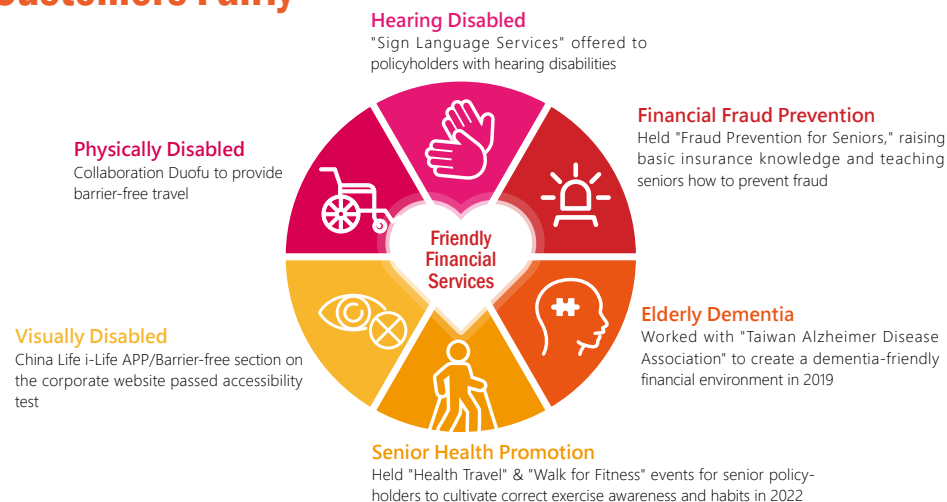 Customers Fairly
Hearing Disabled
"Sign Language Services" offered to
policyholders with hearing disabilities
Financial Fraud Prevention
Held "Fraud Prevention for Seniors," raising
basic insurance knowledge and teaching
seniors how to prevent fraud
Physically Disabled
Collaboration Duofu to provide
barrier-free travel
Friendly
Financial
Services
Elderly Dementia
Worked with "Taiwan Alzheimer Disease
Association" to create a dementia-friendly
financial environment in 2019
Visually Disabled
China Life i-Life APP/Barrier-free section on
the corporate website passed accessibility
test
Senior Health Promotion
Held "Health Travel" & "Walk for Fitness" events for senior policy-
holders to cultivate correct exercise awareness and habits in 2022